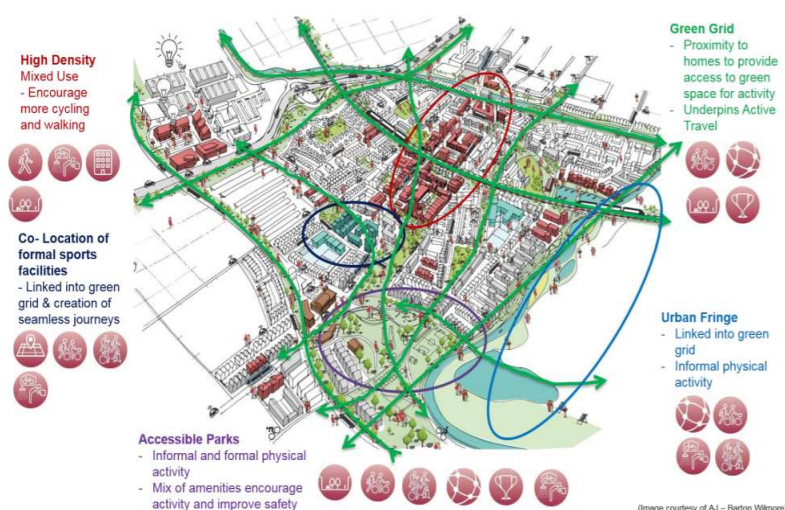 High Density
Mixed Use
- Encourage
more cycling
and walking
Co- Location of
formal sports
facilities
- Linked into green
grid & creation of
seamless journeys
Accessible Parks
- Informal and formal physical
activity
- Mix of amenities encourage
activity and improve safety
Green Grid
- Proximity to
homes to provide
access to green
space for activity
- Underpins Active
Travel
Urban Fringe
- Linked into green
grid
- Informal physical
activity
(Image courtesy of AJ – Barton Wilmore)